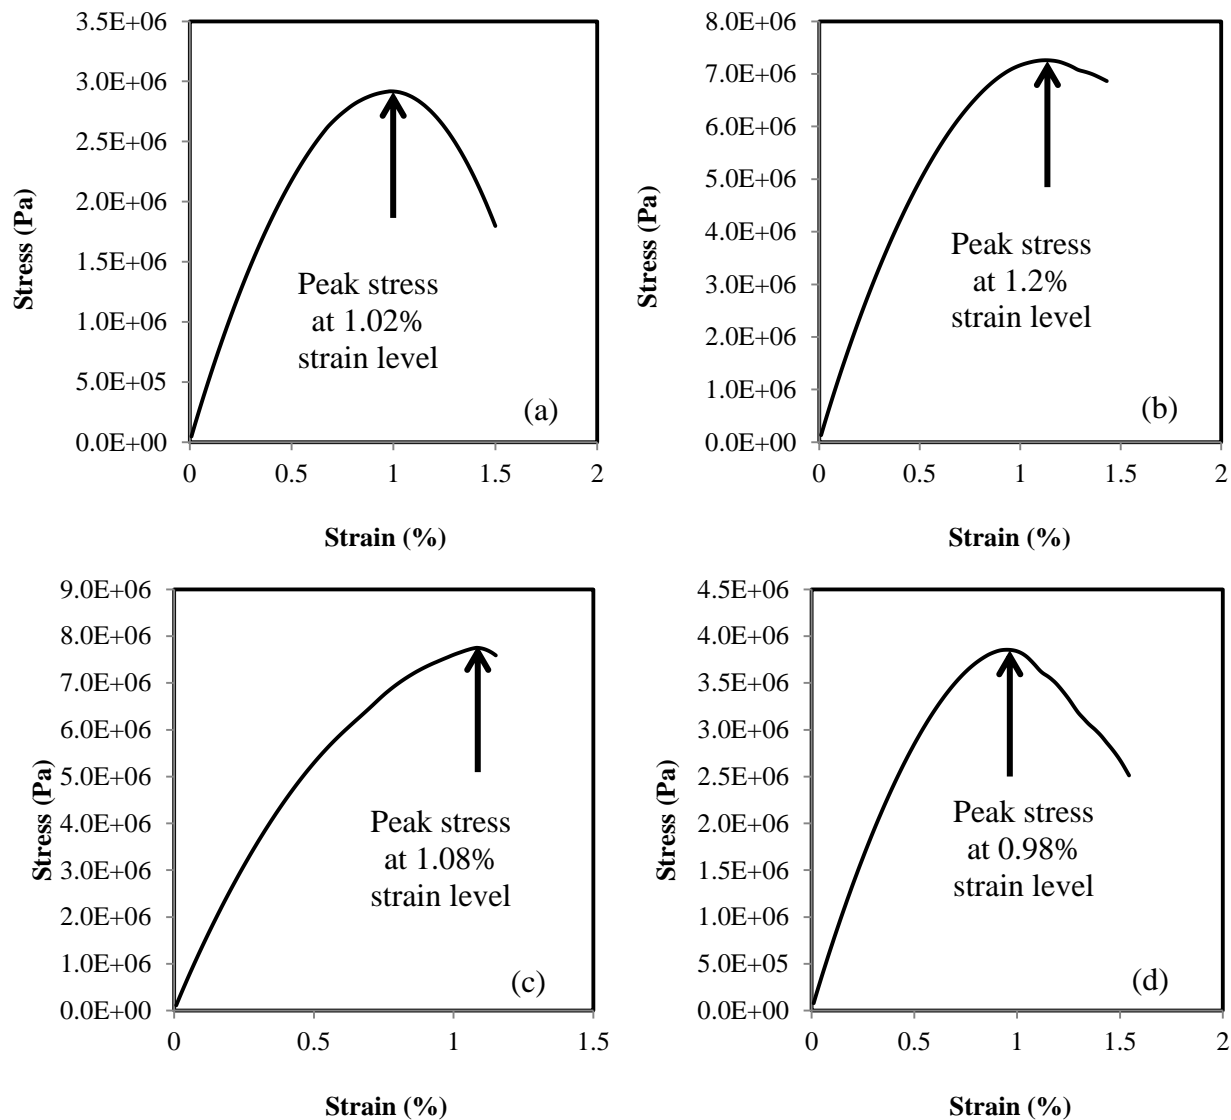 3.5E+06
3.0E+06
2.5E+06
2.0E+06
1.5E+06
1.0E+06
5.0E+05
0.0E+00
Stress (Pa)
Peak stress
at 1.02%
strain level
(a)
0
0.5
1
1.5
2
Strain (%)
8.0E+06
7.0E+06
6.0E+06
5.0E+06
4.0E+06
3.0E+06
2.0E+06
1.0E+06
0.0E+00
Stress (Pa)
Peak stress
at 1.2%
strain level
(b)
0
0.5
1
1.5
2
Strain (%)
9.0E+06
8.0E+06
7.0E+06
6.0E+06
5.0E+06
4.0E+06
3.0E+06
2.0E+06
1.0E+06
0.0E+00
Stress (Pa)
Peak stress
at 1.08%
strain level
(c)
0
0.5
1
1.5
Strain (%)
4.5E+06
4.0E+06
3.5E+06
3.0E+06
2.5E+06
2.0E+06
1.5E+06
1.0E+06
5.0E+05
0.0E+00
Stress (Pa)
Peak stress
at 0.98%
strain level
(d)
0
0.5
1
1.5
2
Strain (%)